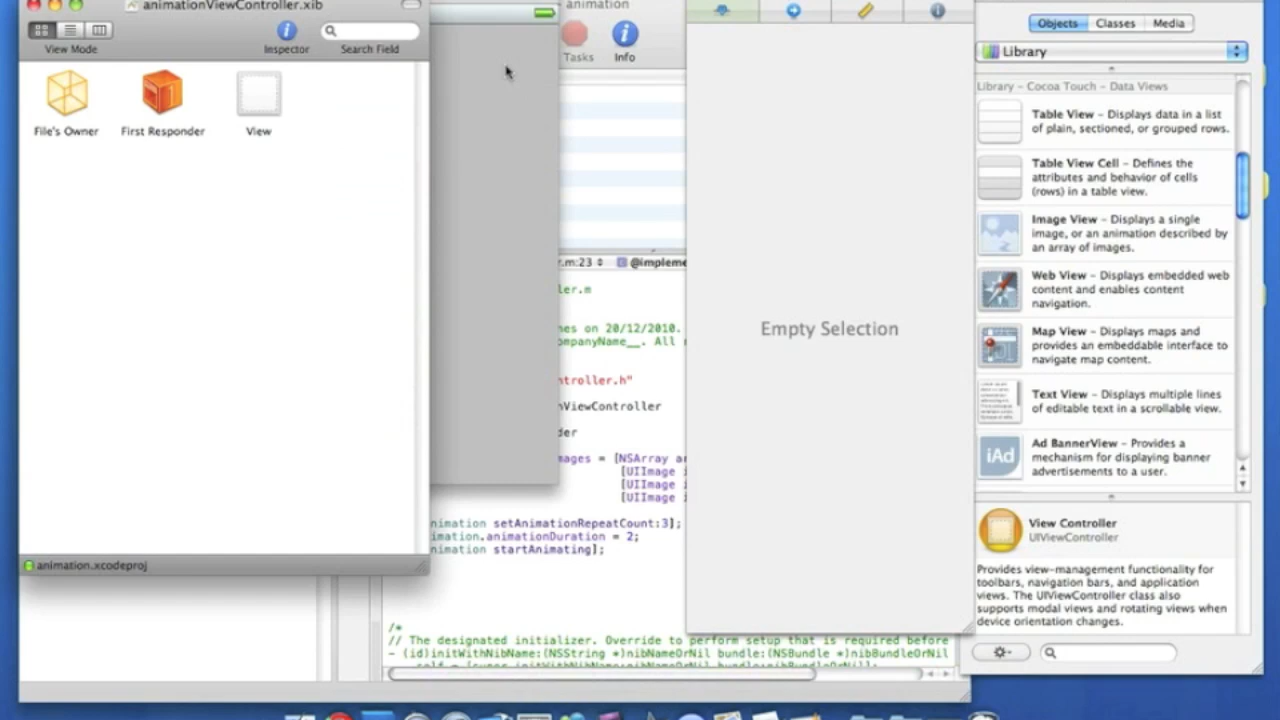 animationViewController.xib
View Mode
Inspector
Search Field
File's Owner
First Responder
View
animation.xcodeproj
animation
Tasks
Info
.m:23
@impleme
ler.m
hes on 20/12/2010.
ompanyName__. All
ntroller.h"
nViewController
der
mages = [NSArray ar
[UIImage i
[UIImage i
[UIImage i
nimation setAnimationRepeatCount:3];
imation.animationDuration = 2;
nimation startAnimating];
/*
// The designated initializer. Override to perform setup that is required before
- (id)initWithNibName:(NSString *)nibNameOrNil bundle:(NSBundle *)nibBundleOrNil
Empty Selection
Objects
Classes
Media
Library
Library – Cocoa Touch – Data Views
Table View – Displays data in a list
of plain, sectioned, or grouped rows.
Table View Cell – Defines the
attributes and behavior of cells
(rows) in a table view.
Image View – Displays a single
image, or an animation described by
an array of images.
Web View – Displays embedded web
content and enables content
navigation.
Map View – Displays maps and
provides an embeddable interface to
navigate map content.
Text View – Displays multiple lines
of editable text in a scrollable view.
iAd
Ad BannerView – Provides a
mechanism for displaying banner
advertisements to a user.
View Controller
UIViewController
Provides view-management functionality for
toolbars, navigation bars, and application
views. The UIViewController class also
supports modal views and rotating views when
device orientation changes.